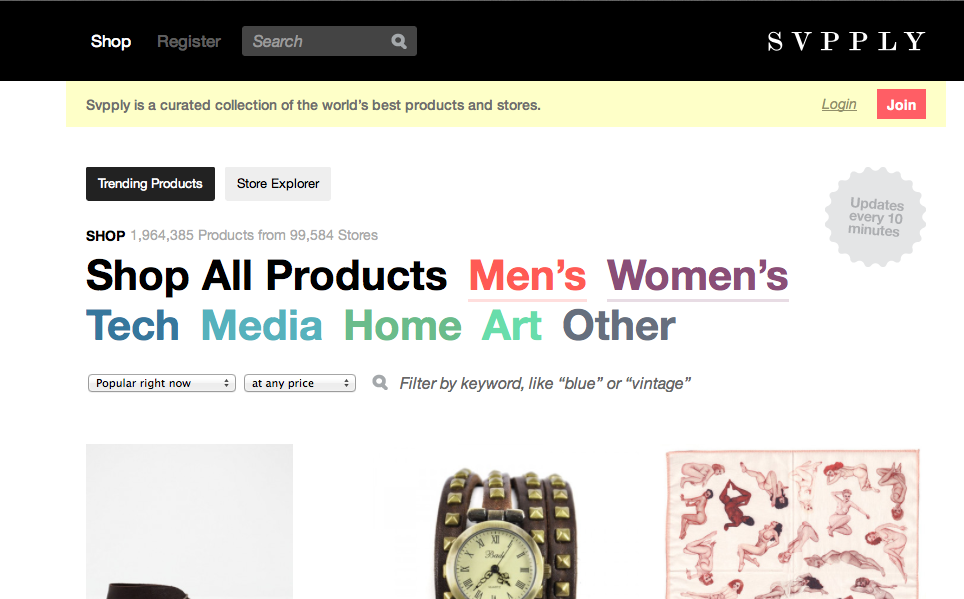 Shop Register Search SVPPLY
Svpply is a curated collection of the world's best products and stores. Login Join
Trending Products Store Explorer
Updates
every 10
minutes
SHOP 1,964,385 Products from 99,584 Stores
Shop All Products Men's Women's
Tech Media Home Art Other
Popular right now at any price Filter by keyword, like “blue” or “vintage”